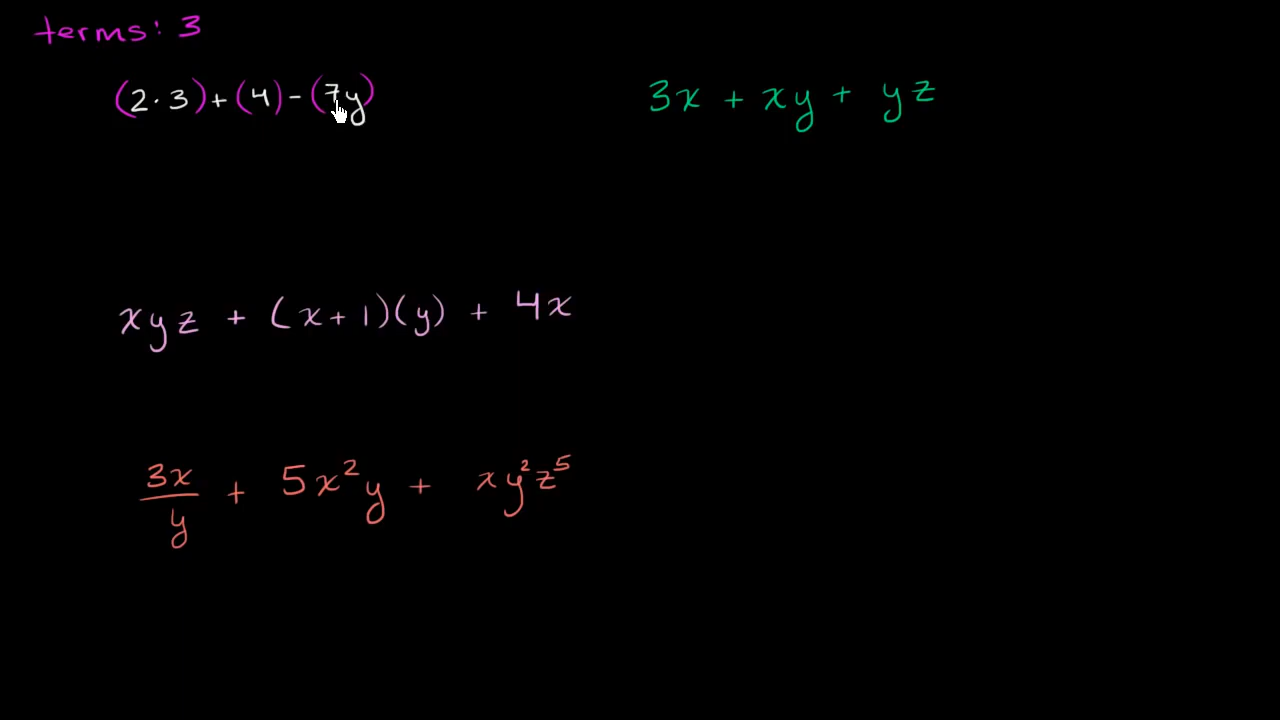 terms: 3
(2·3)+(4)-(7y)
3x + xy + yz
xyz + (x+1)(y) + 4x
3x/y + 5x²y + xy²z⁵